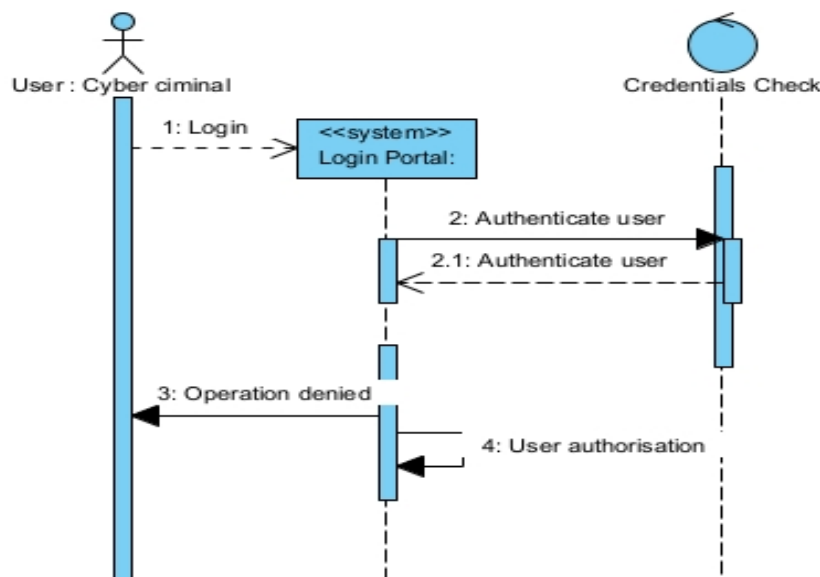 User : Cyber ciminal
Credentials Check
1: Login
<<system>>
Login Portal:
2: Authenticate user
2.1: Authenticate user
3: Operation denied
4: User authorisation